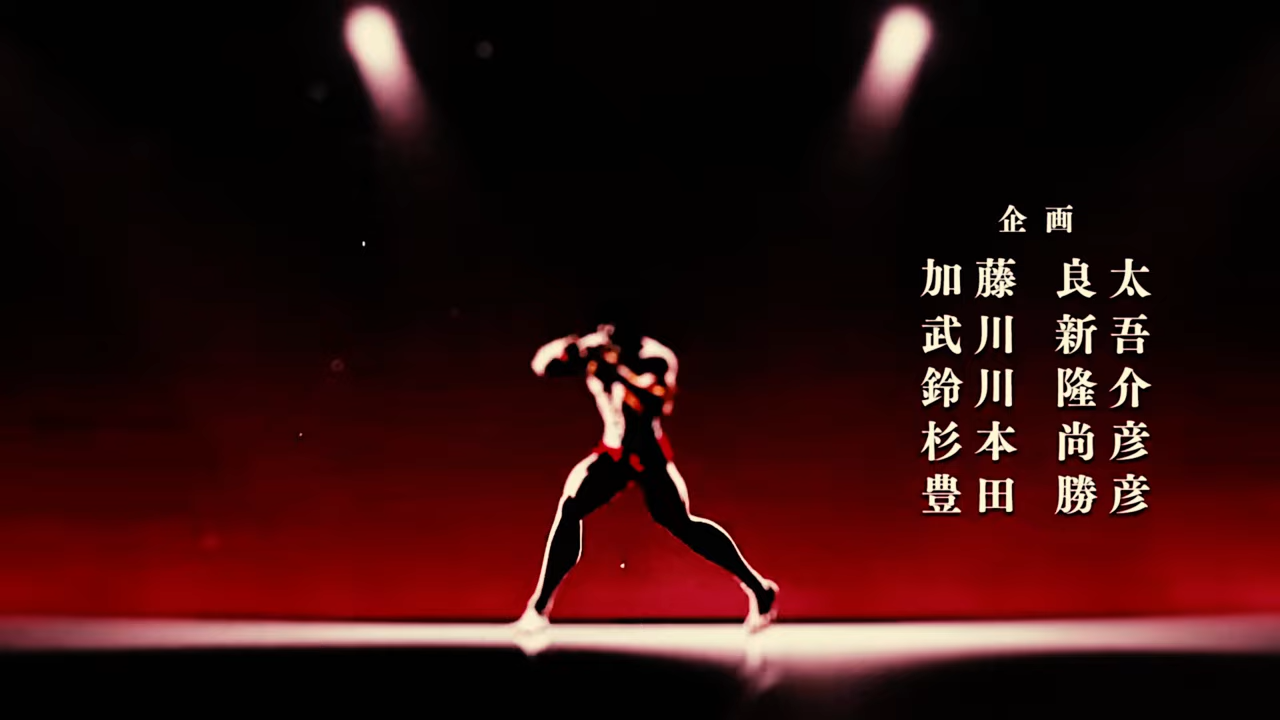 企画
加藤 良太
武川 新吾
鈴川 隆介
杉本 尚彦
豊田 勝彦